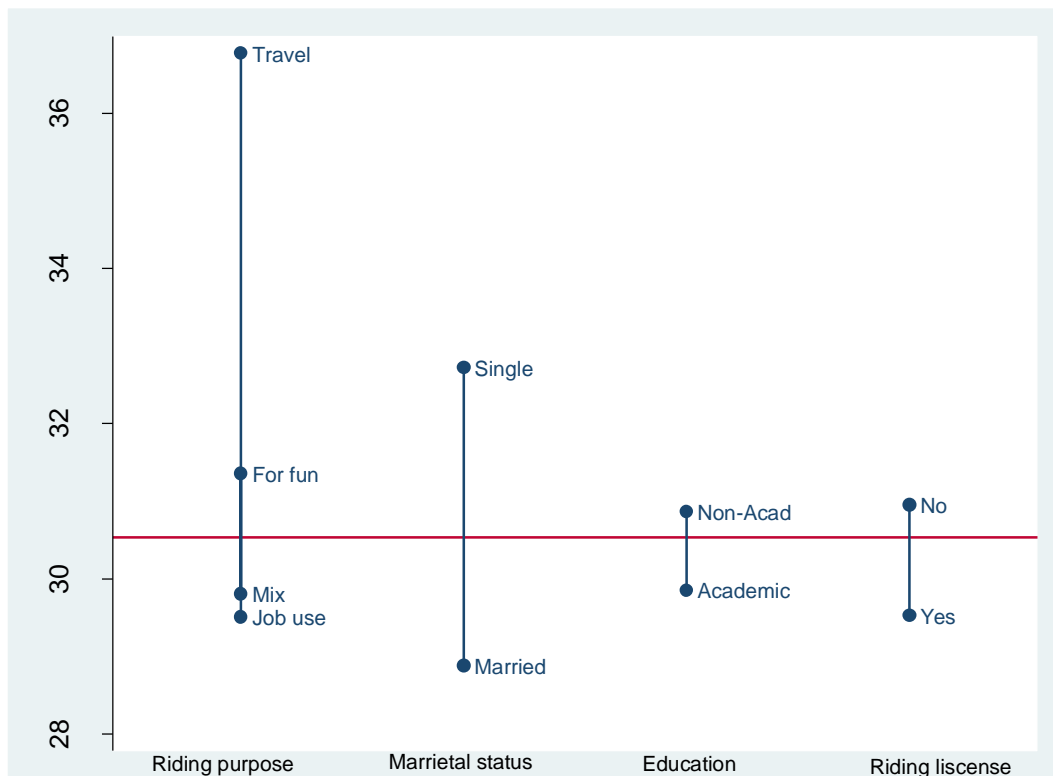 Travel
36
34
Single
32
For fun
No
Non-Acad
30
Mix
Academic
Job use
Yes
Married
28
Riding purpose
Marrietal status
Education
Riding liscense